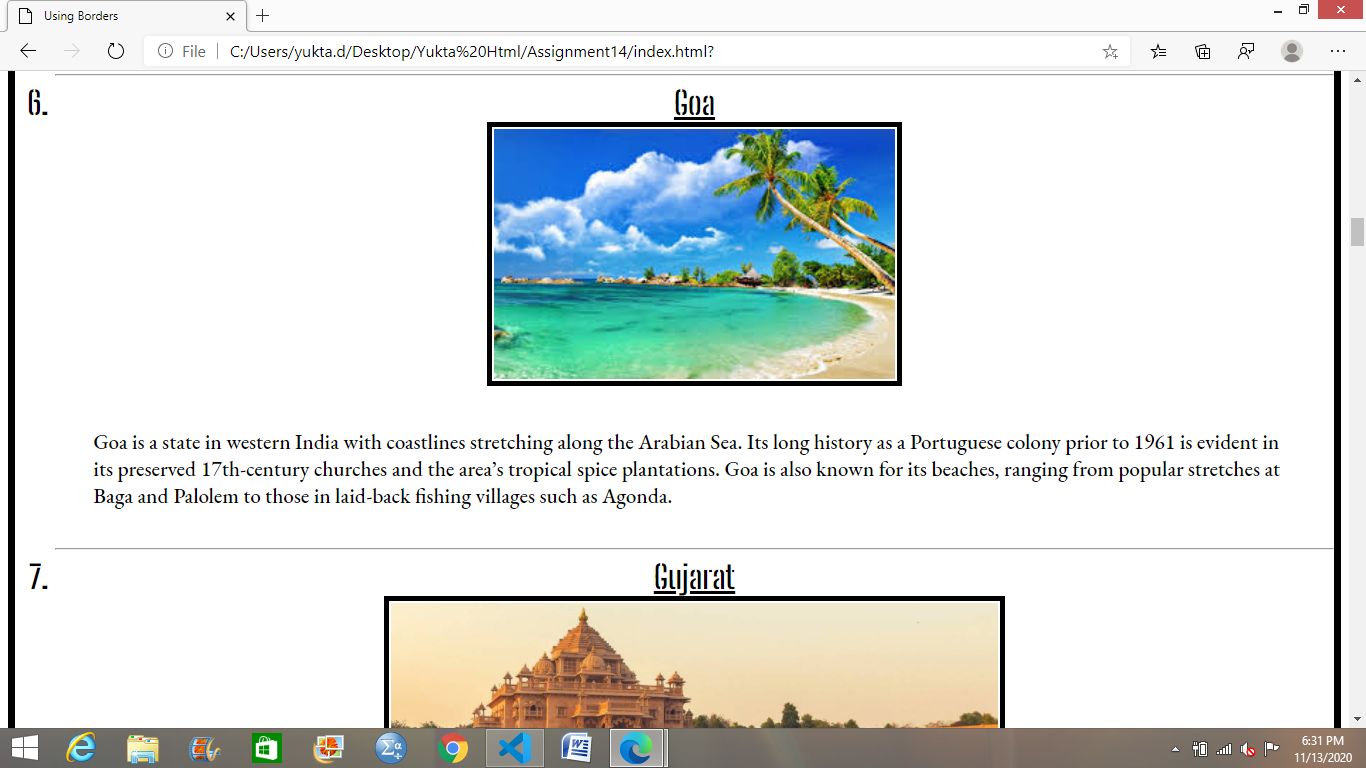 Using Borders
File
C:/Users/yukta.d/Desktop/Yukta%20Html/Assignment14/index.html?
6.
Goa
Goa is a state in western India with coastlines stretching along the Arabian Sea. Its long history as a Portuguese colony prior to 1961 is evident in
its preserved 17th-century churches and the area’s tropical spice plantations. Goa is also known for its beaches, ranging from popular stretches at
Baga and Palolem to those in laid-back fishing villages such as Agonda.
7.
Gujarat
6:31 PM
11/13/2020